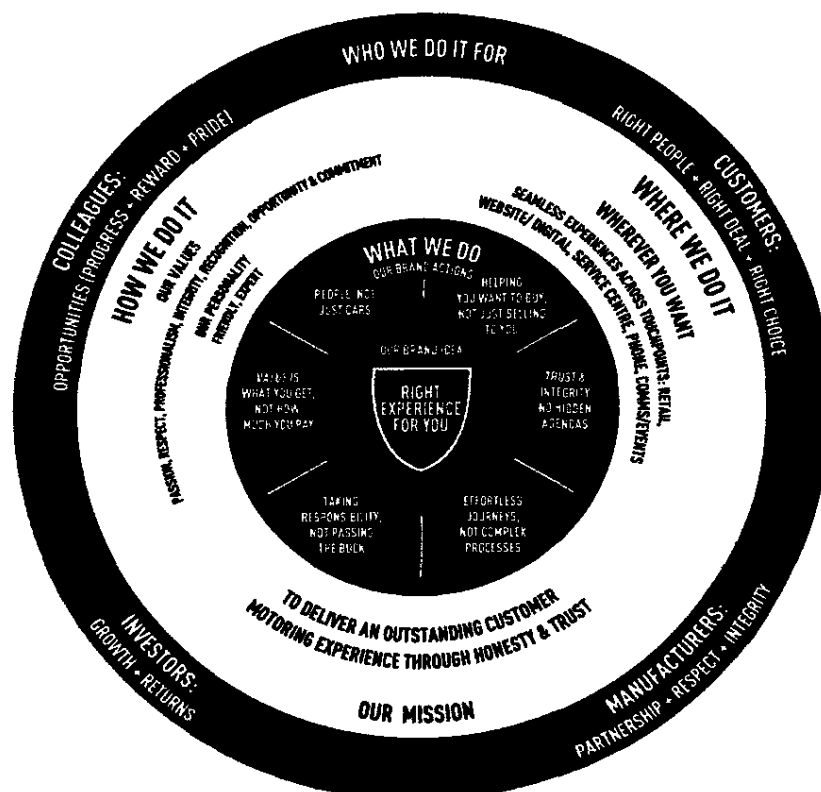 WHO WE DO IT FOR
COLLEAGUES:
OPPORTUNITIES (PROGRESS + REWARD + PRIDE)
CUSTOMERS:
RIGHT PEOPLE + RIGHT DEAL + RIGHT CHOICE
HOW WE DO IT
OUR VALUES
PASSION, RESPECT, PROFESSIONALISM, INTEGRITY, RECOGNITION, OPPORTUNITY & COMMITMENT
OUR PERSONALITY
FRIENDLY, EXPERT
WHERE WE DO IT
WHEREVER YOU WANT
SEAMLESS EXPERIENCES ACROSS TOUCHPOINTS: RETAIL,
WEBSITE/ DIGITAL, SERVICE CENTRE, PHONE, COMMS/EVENTS
WHAT WE DO
OUR BRAND ACTIONS
PEOPLE, NOT
JUST CARS
HELPING
YOU WANT TO BUY,
NOT JUST SELLING
TO YOU
OUR BRAND IDEA
RIGHT
EXPERIENCE
FOR YOU
VALUE IS
WHAT YOU GET,
NOT HOW
MUCH YOU PAY
TRUST &
INTEGRITY
NO HIDDEN
AGENDAS
TAKING
RESPONSIBILITY,
NOT PASSING
THE BUCK
EFFORTLESS
JOURNEYS,
NOT COMPLEX
PROCESSES
TO DELIVER AN OUTSTANDING CUSTOMER
MOTORING EXPERIENCE THROUGH HONESTY & TRUST
OUR MISSION
INVESTORS:
GROWTH + RETURNS
MANUFACTURERS:
PARTNERSHIP + RESPECT + INTEGRITY